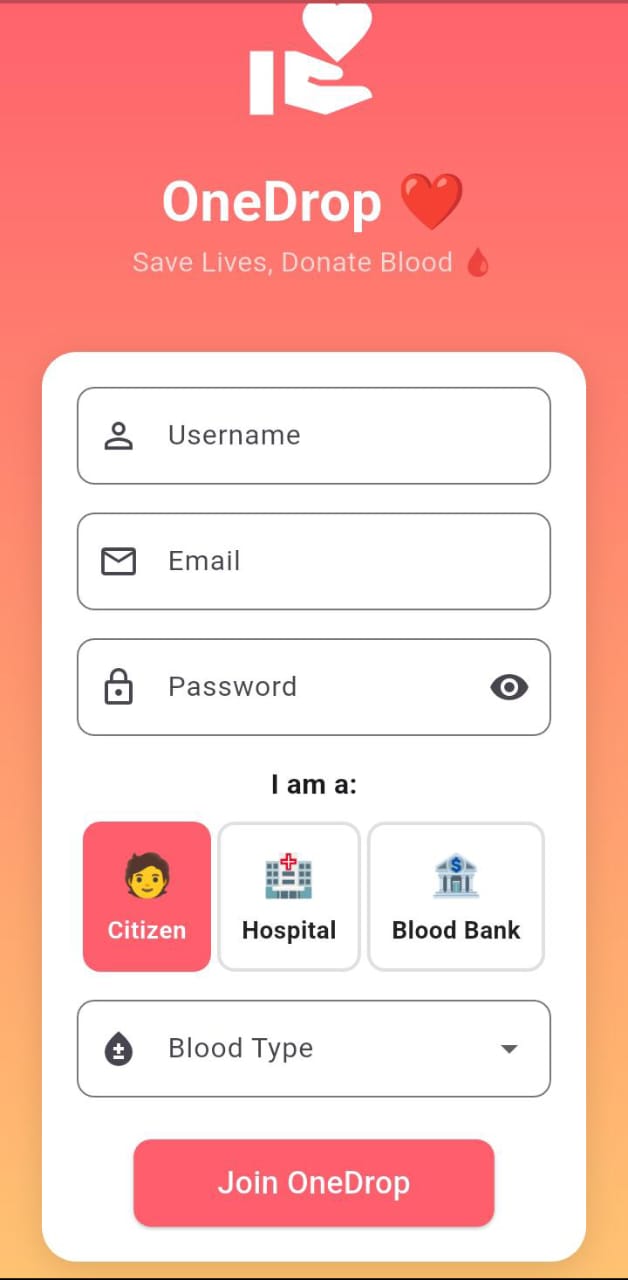 OneDrop ❤️
Save Lives, Donate Blood 🩸
Username
Email
Password
I am a:
Citizen Hospital Blood Bank
Blood Type
Join OneDrop